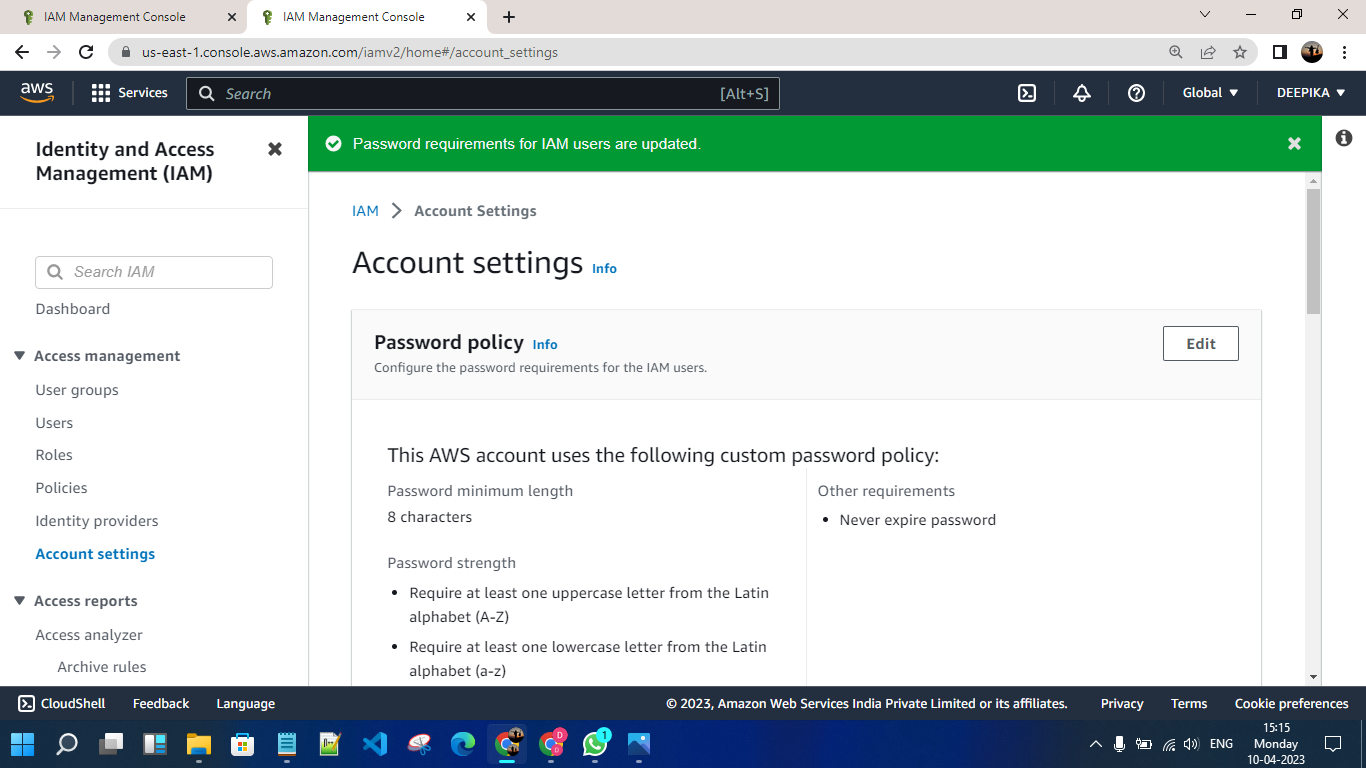 IAM Management Console
IAM Management Console
us-east-1.console.aws.amazon.com/iamv2/home#/account_settings
aws
Services
Search
[Alt+S]
Global
DEEPIKA
Identity and Access
Management (IAM)
Search IAM
Dashboard
Access management
User groups
Users
Roles
Policies
Identity providers
Account settings
Access reports
Access analyzer
Archive rules
Password requirements for IAM users are updated.
IAM
Account Settings
Account settings
Info
Password policy
Info
Configure the password requirements for the IAM users.
Edit
This AWS account uses the following custom password policy:
Password minimum length
8 characters
Password strength
• Require at least one uppercase letter from the Latin
alphabet (A-Z)
• Require at least one lowercase letter from the Latin
alphabet (a-z)
Other requirements
• Never expire password
CloudShell
Feedback
Language
© 2023, Amazon Web Services India Private Limited or its affiliates.
Privacy
Terms
Cookie preferences
D
D
1
ENG
15:15
Monday
10-04-2023